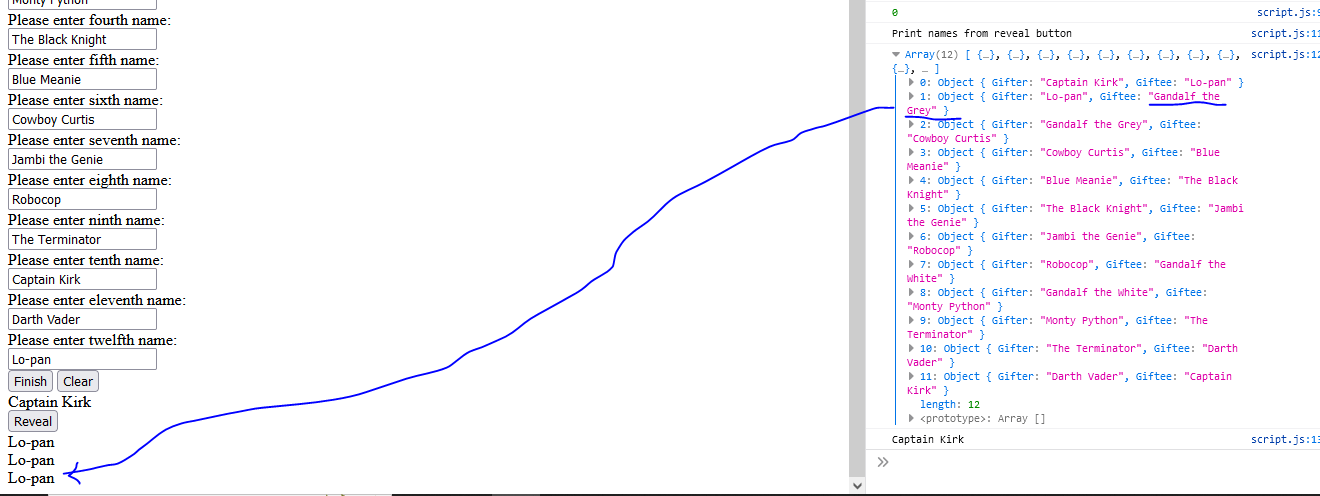 Monty Python
Please enter fourth name:
The Black Knight
Please enter fifth name:
Blue Meanie
Please enter sixth name:
Cowboy Curtis
Please enter seventh name:
Jambi the Genie
Please enter eighth name:
Robocop
Please enter ninth name:
The Terminator
Please enter tenth name:
Captain Kirk
Please enter eleventh name:
Darth Vader
Please enter twelfth name:
Lo-pan
Finish Clear
Captain Kirk
Reveal
Lo-pan
Lo-pan
Lo-pan
0 script.js:9
Print names from reveal button script.js:11
Array(12) [ {…}, {…}, {…}, {…}, {…}, {…}, {…}, {…}, {…}, script.js:12
{…}, … ]
0: Object { Gifter: "Captain Kirk", Giftee: "Lo-pan" }
1: Object { Gifter: "Lo-pan", Giftee: "Gandalf the
Grey" }
2: Object { Gifter: "Gandalf the Grey", Giftee:
"Cowboy Curtis" }
3: Object { Gifter: "Cowboy Curtis", Giftee: "Blue
Meanie" }
4: Object { Gifter: "Blue Meanie", Giftee: "The Black
Knight" }
5: Object { Gifter: "The Black Knight", Giftee: "Jambi
the Genie" }
6: Object { Gifter: "Jambi the Genie", Giftee:
"Robocop" }
7: Object { Gifter: "Robocop", Giftee: "Gandalf the
White" }
8: Object { Gifter: "Gandalf the White", Giftee:
"Monty Python" }
9: Object { Gifter: "Monty Python", Giftee: "The
Terminator" }
10: Object { Gifter: "The Terminator", Giftee: "Darth
Vader" }
11: Object { Gifter: "Darth Vader", Giftee: "Captain
Kirk" }
length: 12
<prototype>: Array []
Captain Kirk script.js:13